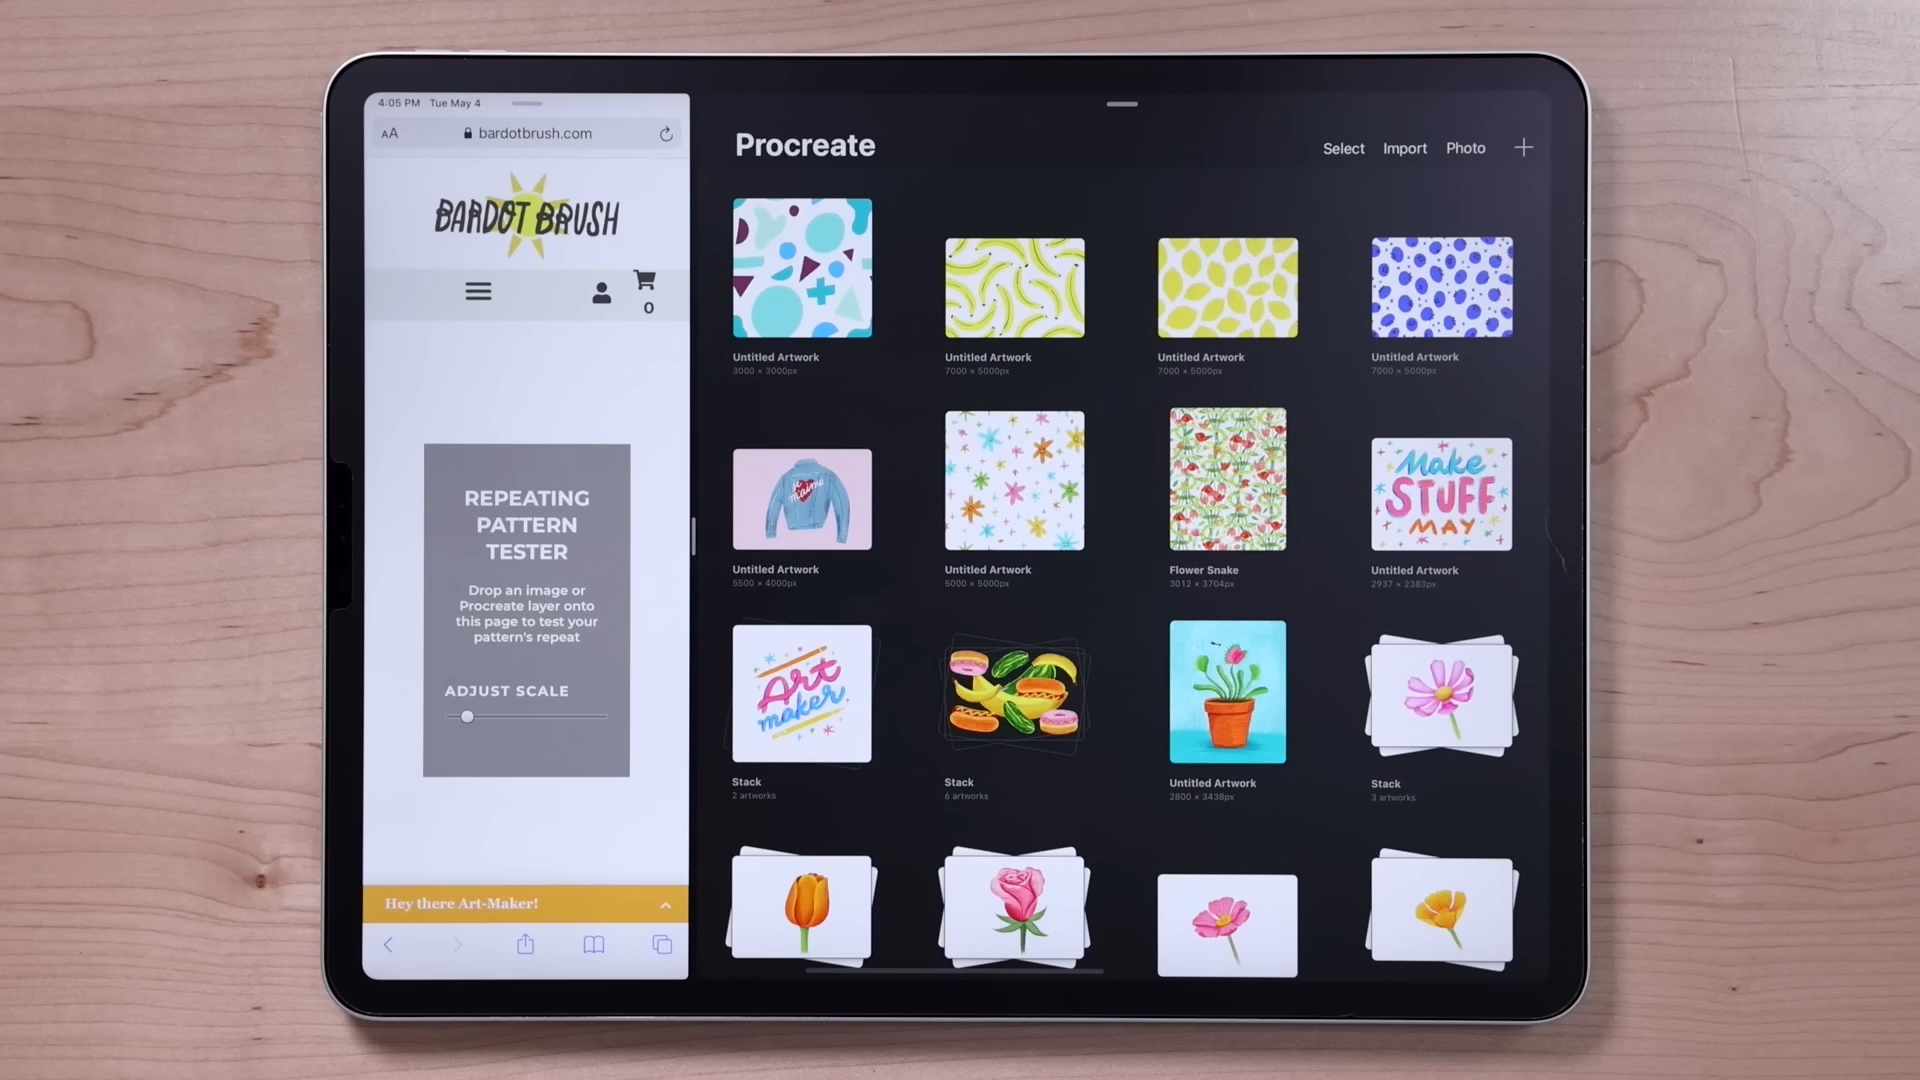 4:05 PM Tue May 4
AA bardotbrush.com
BARDOT BRUSH
0
REPEATING
PATTERN
TESTER
Drop an image or
Procreate layer onto
this page to test your
pattern's repeat
ADJUST SCALE
Hey there Art-Maker!
Procreate
Select Import Photo
Untitled Artwork
3000 × 3000px
Untitled Artwork
7000 × 5000px
Untitled Artwork
7000 × 5000px
Untitled Artwork
7000 × 5000px
je
m'aime
Untitled Artwork
5500 × 4000px
Untitled Artwork
5000 × 5000px
Flower Snake
3012 × 3704px
Make
STUFF
MAY
Untitled Artwork
2937 × 2383px
Art
maker
Stack
2 artworks
Stack
6 artworks
Untitled Artwork
2800 × 3438px
Stack
3 artworks